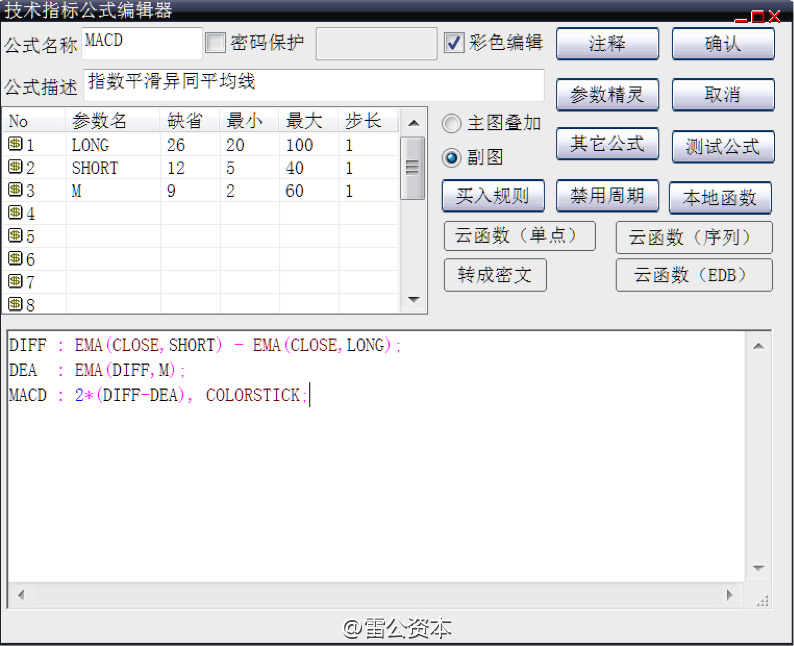 技术指标公式编辑器
公式名称 MACD 密码保护 彩色编辑 注释 确认
公式描述 指数平滑异同平均线 参数精灵 取消
No 参数名 缺省 最小 最大 步长
1 LONG 26 20 100 1
2 SHORT 12 5 40 1
3 M 9 2 60 1
4
5
6
7
8
主图叠加 其它公式 测试公式
副图
买入规则 禁用周期 本地函数
云函数（单点） 云函数（序列）
转成密文 云函数（EDB）
DIFF : EMA(CLOSE,SHORT) - EMA(CLOSE,LONG);
DEA : EMA(DIFF,M);
MACD : 2*(DIFF-DEA), COLORSTICK;
@雷公资本